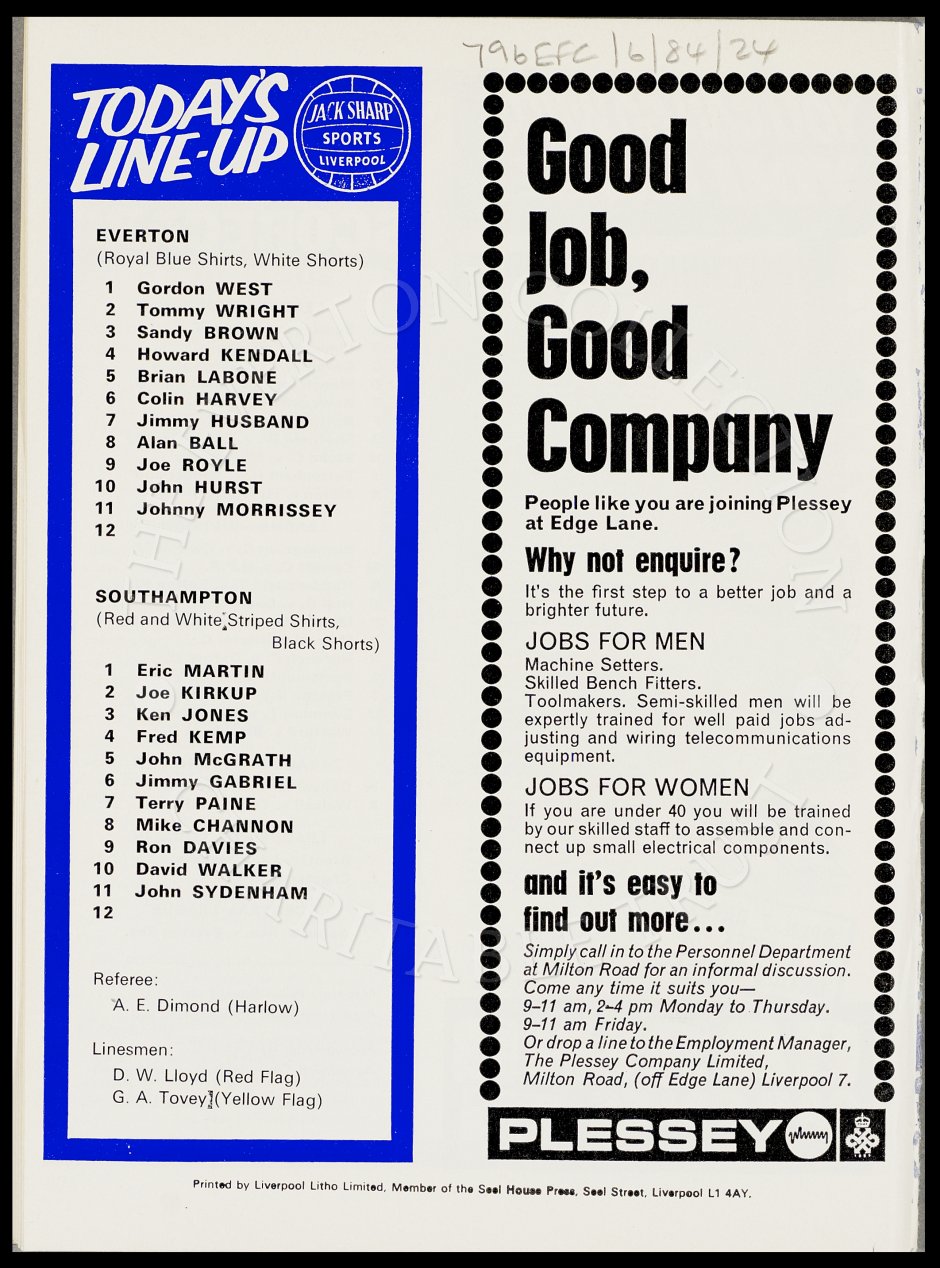 796EFC/6/84/24
TODAY'S
LINE-UP
JACK SHARP
SPORTS
LIVERPOOL
EVERTON
(Royal Blue Shirts, White Shorts)
1 Gordon WEST
2 Tommy WRIGHT
3 Sandy BROWN
4 Howard KENDALL
5 Brian LABONE
6 Colin HARVEY
7 Jimmy HUSBAND
8 Alan BALL
9 Joe ROYLE
10 John HURST
11 Johnny MORRISSEY
12
SOUTHAMPTON
(Red and White Striped Shirts,
Black Shorts)
1 Eric MARTIN
2 Joe KIRKUP
3 Ken JONES
4 Fred KEMP
5 John McGRATH
6 Jimmy GABRIEL
7 Terry PAINE
8 Mike CHANNON
9 Ron DAVIES
10 David WALKER
11 John SYDENHAM
12
Referee:
A. E. Dimond (Harlow)
Linesmen:
D. W. Lloyd (Red Flag)
G. A. Tovey (Yellow Flag)
Good
Job,
Good
Company
People like you are joining Plessey
at Edge Lane.
Why not enquire?
It's the first step to a better job and a
brighter future.
JOBS FOR MEN
Machine Setters.
Skilled Bench Fitters.
Toolmakers. Semi-skilled men will be
expertly trained for well paid jobs ad-
justing and wiring telecommunications
equipment.
JOBS FOR WOMEN
If you are under 40 you will be trained
by our skilled staff to assemble and con-
nect up small electrical components.
and it's easy to
find out more...
Simply call in to the Personnel Department
at Milton Road for an informal discussion.
Come any time it suits you—
9–11 am, 2–4 pm Monday to Thursday.
9–11 am Friday.
Or drop a line to the Employment Manager,
The Plessey Company Limited,
Milton Road, (off Edge Lane) Liverpool 7.
PLESSEY
Printed by Liverpool Litho Limited, Member of the Seel House Press, Seel Street, Liverpool L1 4AY.
THE EVERTON COLLECTION
CHARITABLE TRUST